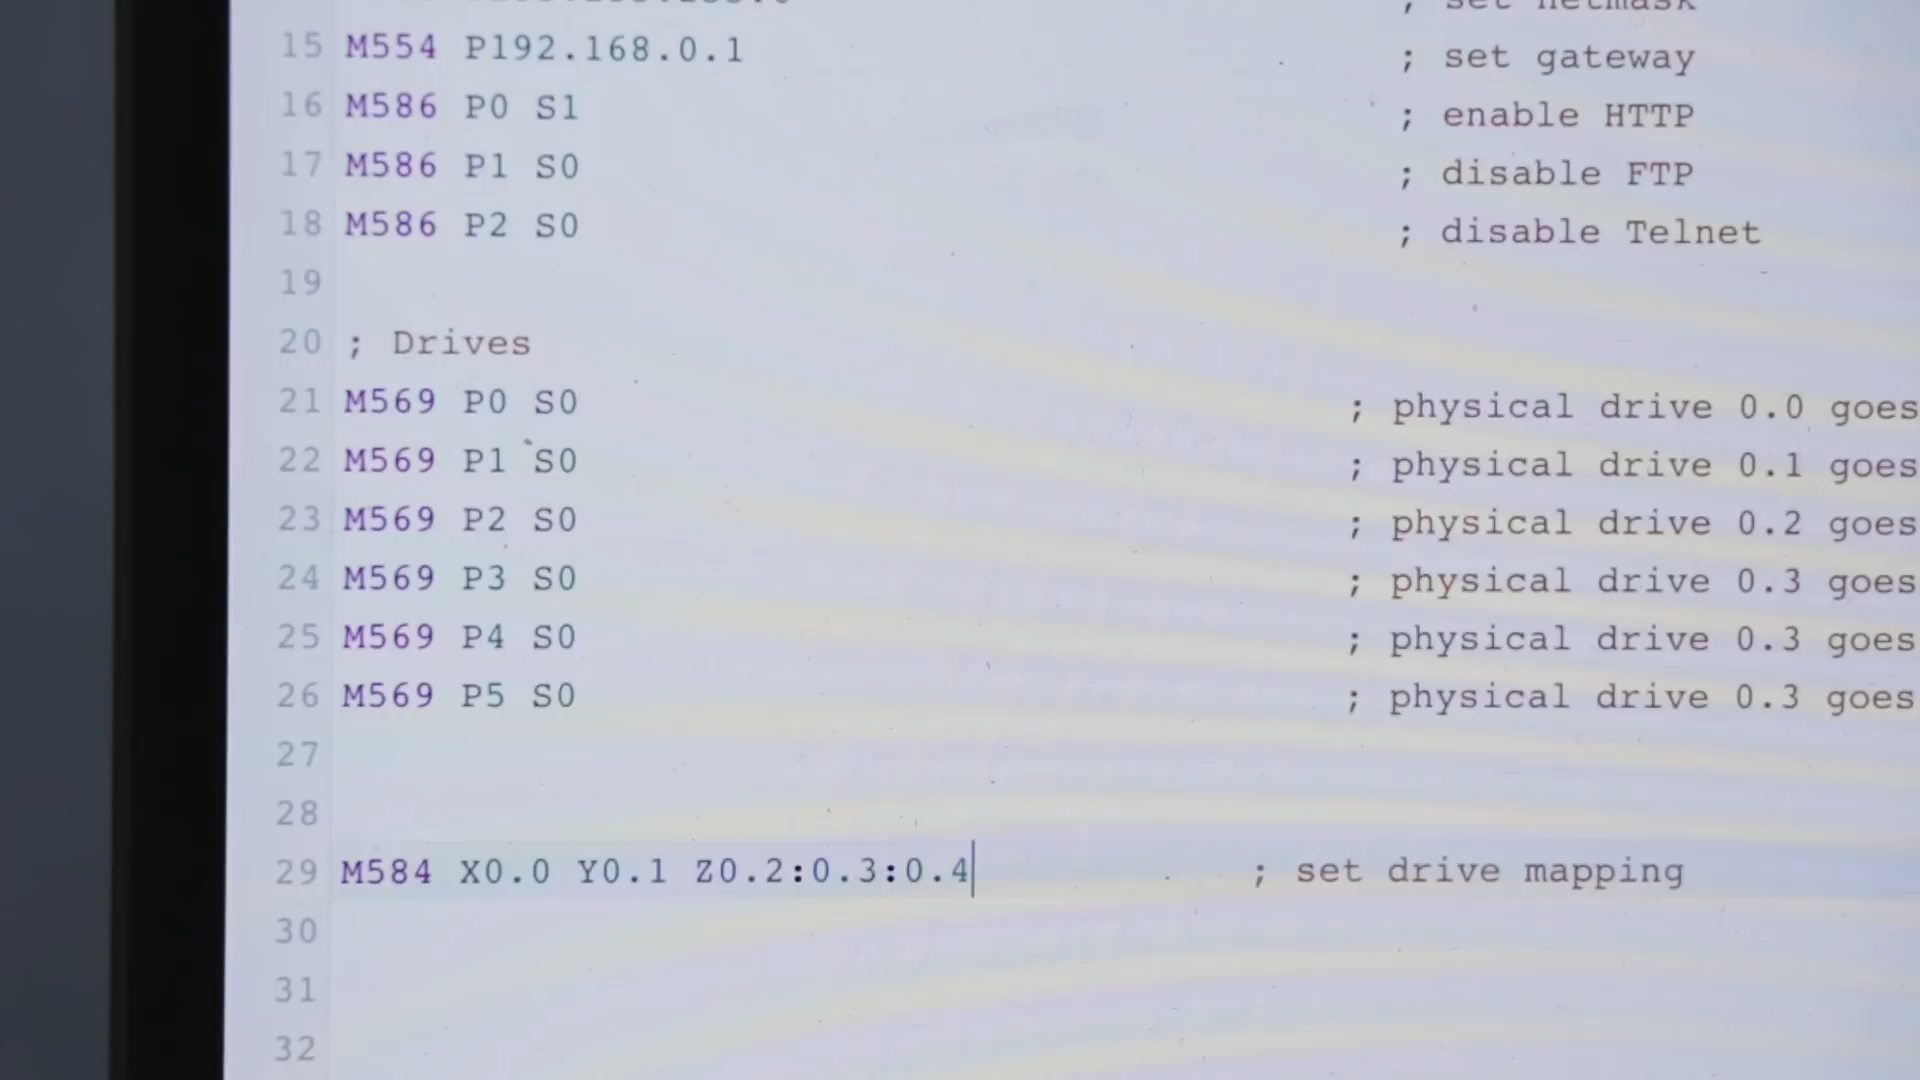 ; set netmask
15 M554 P192.168.0.1 ; set gateway
16 M586 P0 S1 ; enable HTTP
17 M586 P1 S0 ; disable FTP
18 M586 P2 S0 ; disable Telnet
19
20 ; Drives
21 M569 P0 S0 ; physical drive 0.0 goes
22 M569 P1 S0 ; physical drive 0.1 goes
23 M569 P2 S0 ; physical drive 0.2 goes
24 M569 P3 S0 ; physical drive 0.3 goes
25 M569 P4 S0 ; physical drive 0.3 goes
26 M569 P5 S0 ; physical drive 0.3 goes
27
28
29 M584 X0.0 Y0.1 Z0.2:0.3:0.4 ; set drive mapping
30
31
32